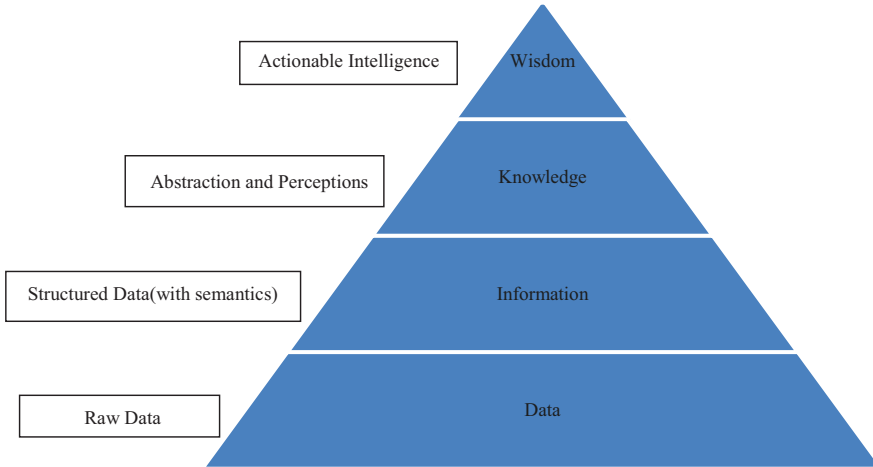 Actionable Intelligence
Wisdom
Abstraction and Perceptions
Knowledge
Structured Data(with semantics)
Information
Raw Data
Data